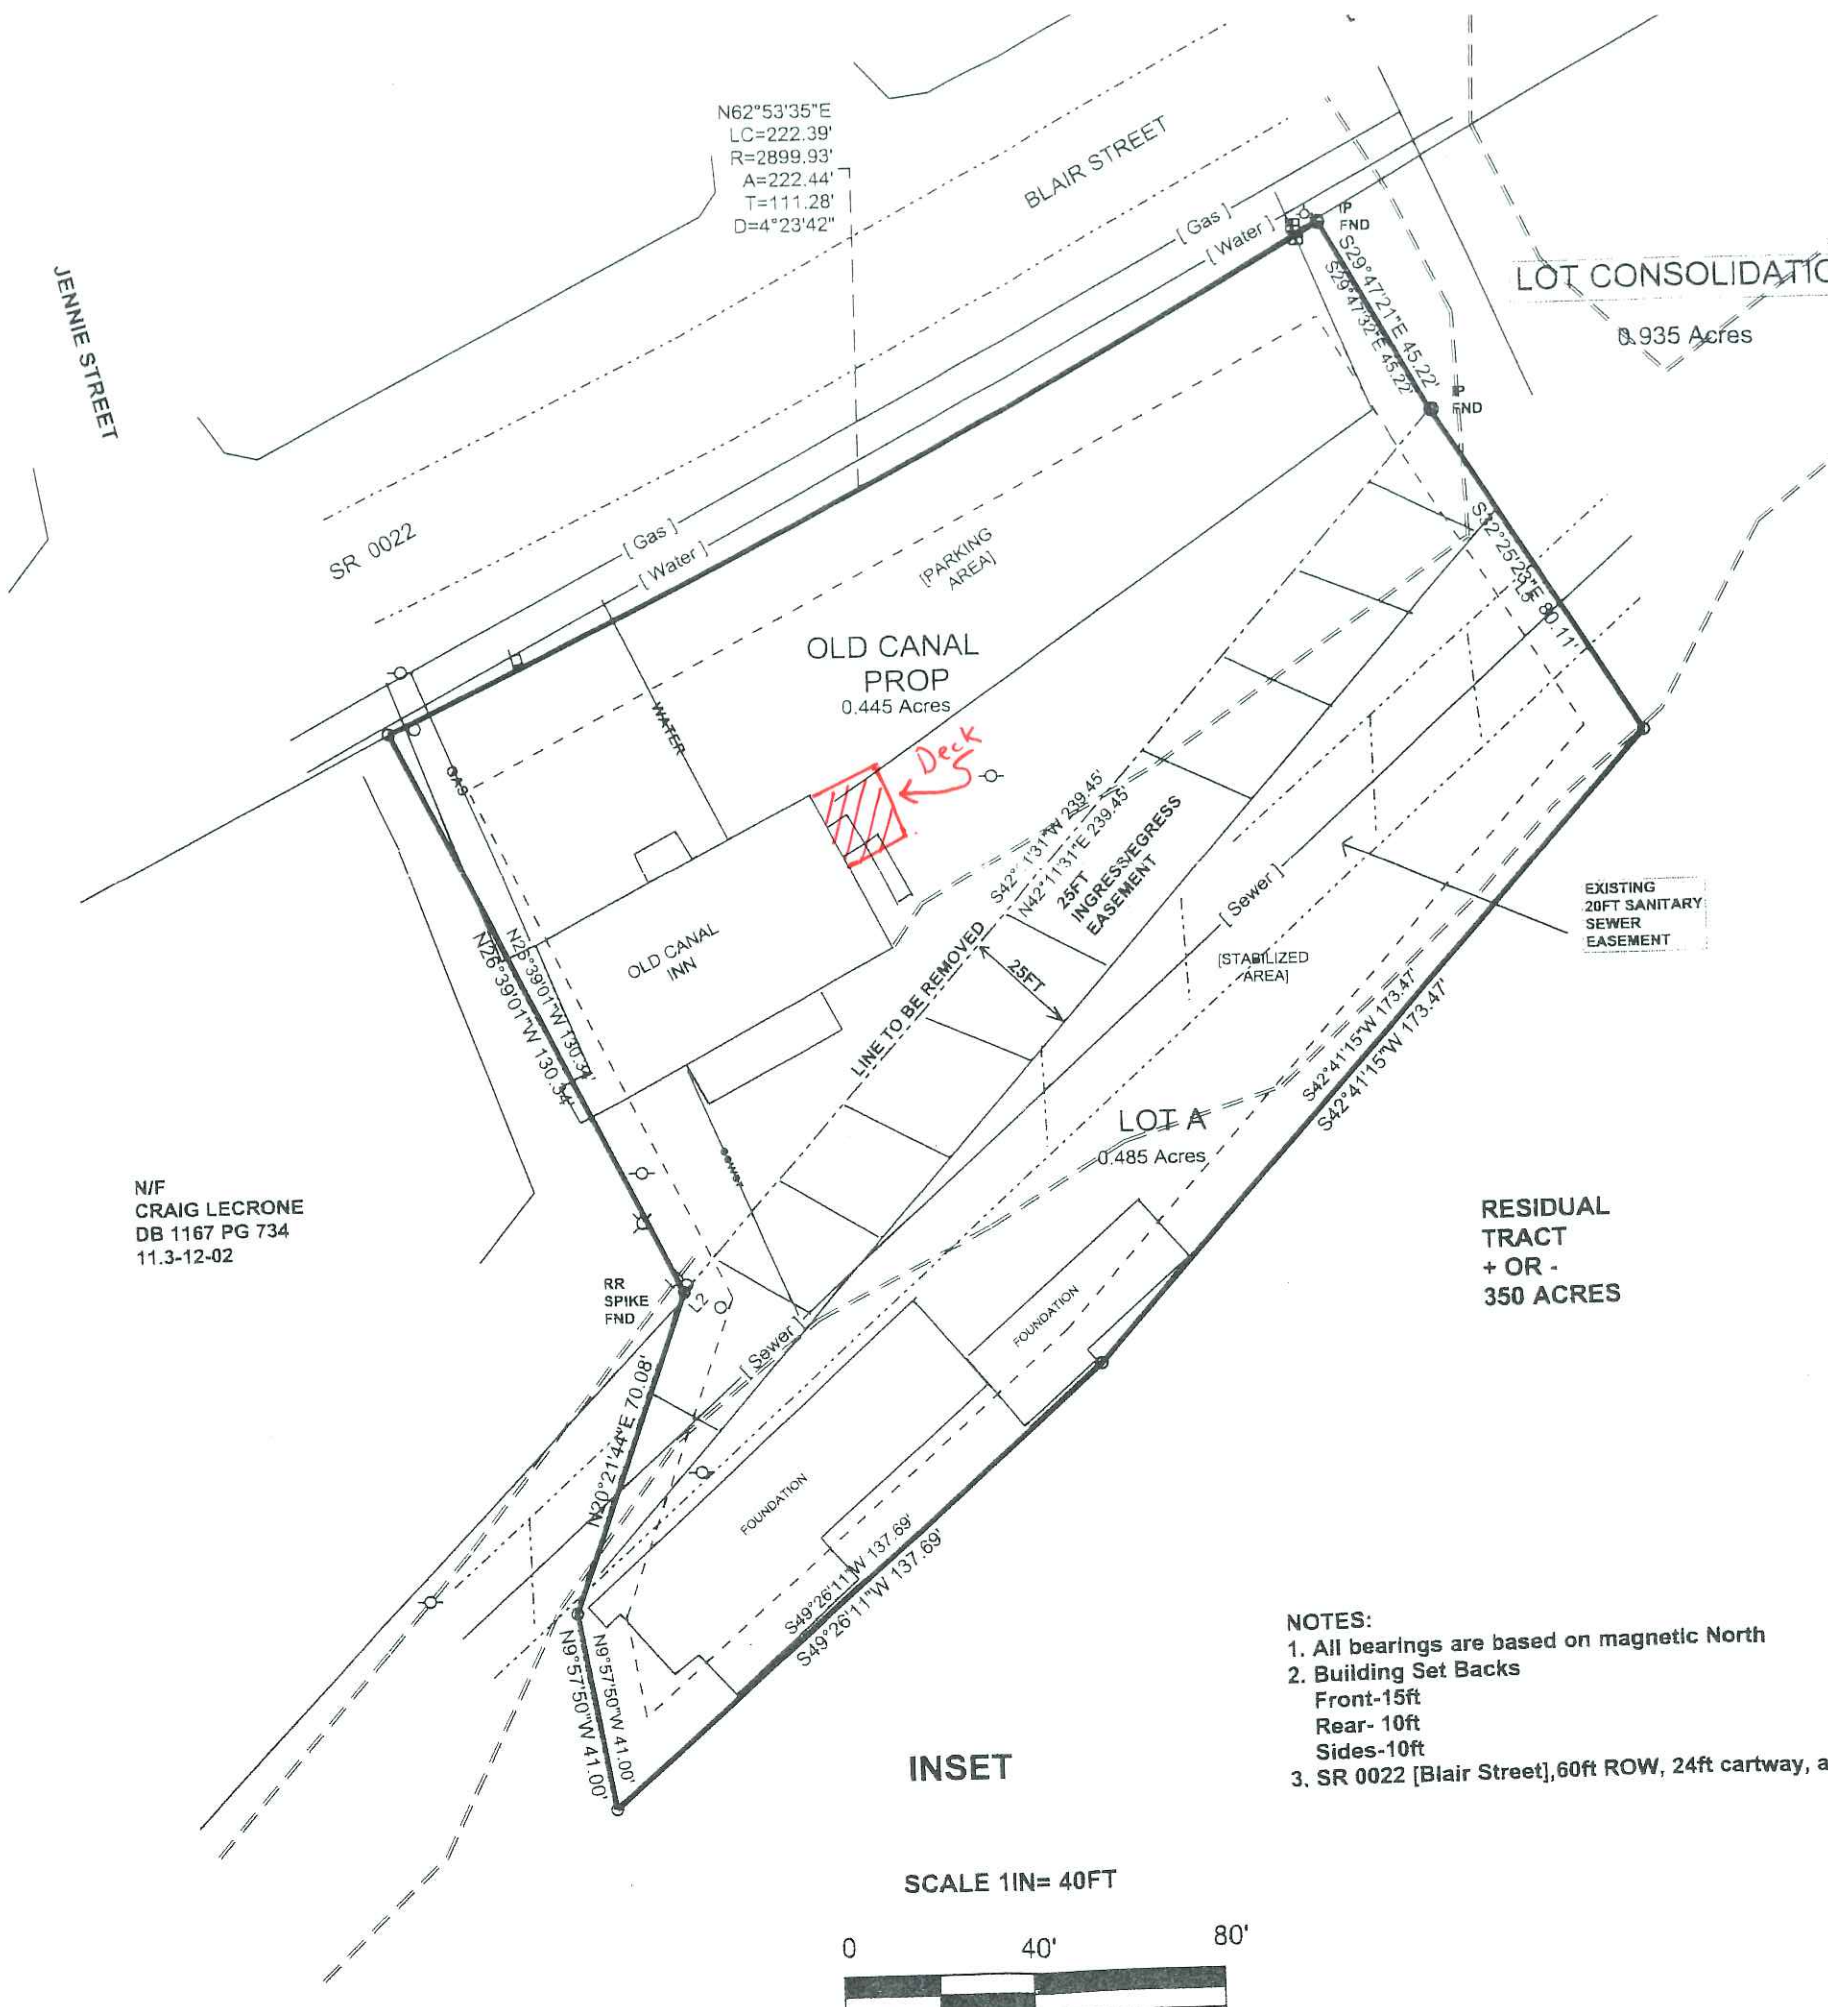 N62°53'35"E
LC=222.39'
R=2899.93'
A=222.44'
T=111.28'
D=4°23'42"
BLAIR STREET
JENNIE STREET
SR 0022
[ Gas ]
[ Water ]
[ Gas ]
[ Water ]
IP
FND
S29°47'21"E 45.22'
S29°47'32"E 45.22'
IP
FND
LOT CONSOLIDATIO
0.935 Acres
[PARKING
AREA]
OLD CANAL
PROP
0.445 Acres
WATER
GAS
Deck
S32°25'23"E 80.11'
OLD CANAL
INN
N26°39'01"W 130.34'
N26°39'01"W 130.34'
S42°11'31"W 239.45'
N42°11'31"E 239.45'
25FT
INGRESS/EGRESS
EASEMENT
LINE TO BE REMOVED
25FT
[ Sewer ]
[STABILIZED
AREA]
EXISTING
20FT SANITARY
SEWER
EASEMENT
S42°41'15"W 173.47'
S42°41'15"W 173.47'
LOT A
0.485 Acres
N/F
CRAIG LECRONE
DB 1167 PG 734
11.3-12-02
RESIDUAL
TRACT
+ OR -
350 ACRES
RR
SPIKE
FND
L2
[ Sewer ]
FOUNDATION
N20°21'44"E 70.08'
FOUNDATION
S49°26'11"W 137.69'
S49°26'11"W 137.69'
N9°57'50"W 41.00'
N9°57'50"W 41.00'
NOTES:
1. All bearings are based on magnetic North
2. Building Set Backs
Front-15ft
Rear- 10ft
Sides-10ft
3. SR 0022 [Blair Street],60ft ROW, 24ft cartway, a
INSET
SCALE 1IN= 40FT
0 40' 80'